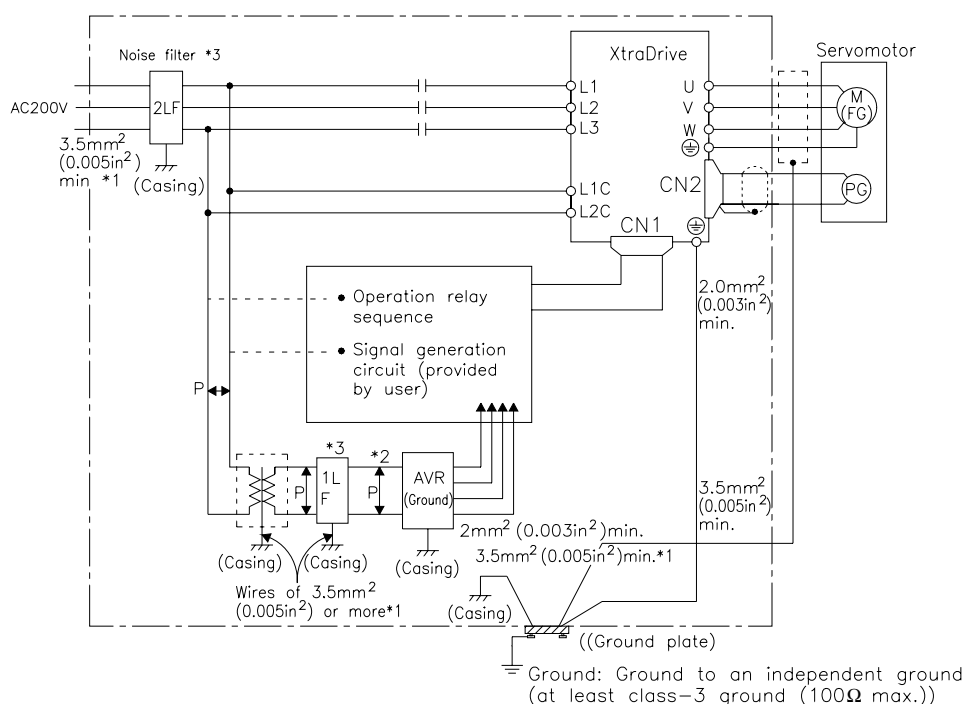 Noise filter *3
XtraDrive
Servomotor
AC200V
2LF
L1
L2
L3
U
V
W
M
(FG)
3.5mm²
(0.005in²)
min *1
(Casing)
L1C
L2C
CN2
PG
CN1
2.0mm²
(0.003in²)
min.
Operation relay
sequence
Signal generation
circuit (provided
by user)
P
*3
*2
P
1L
F
P
AVR
(Ground)
3.5mm²
(0.005in²)
min.
2mm² (0.003in²)min.
3.5mm² (0.005in²)min.*1
(Casing)
(Casing)
(Casing)
(Casing)
Wires of 3.5mm²
(0.005in²) or more*1
((Ground plate)
Ground: Ground to an independent ground
(at least class-3 ground (100Ω max.))